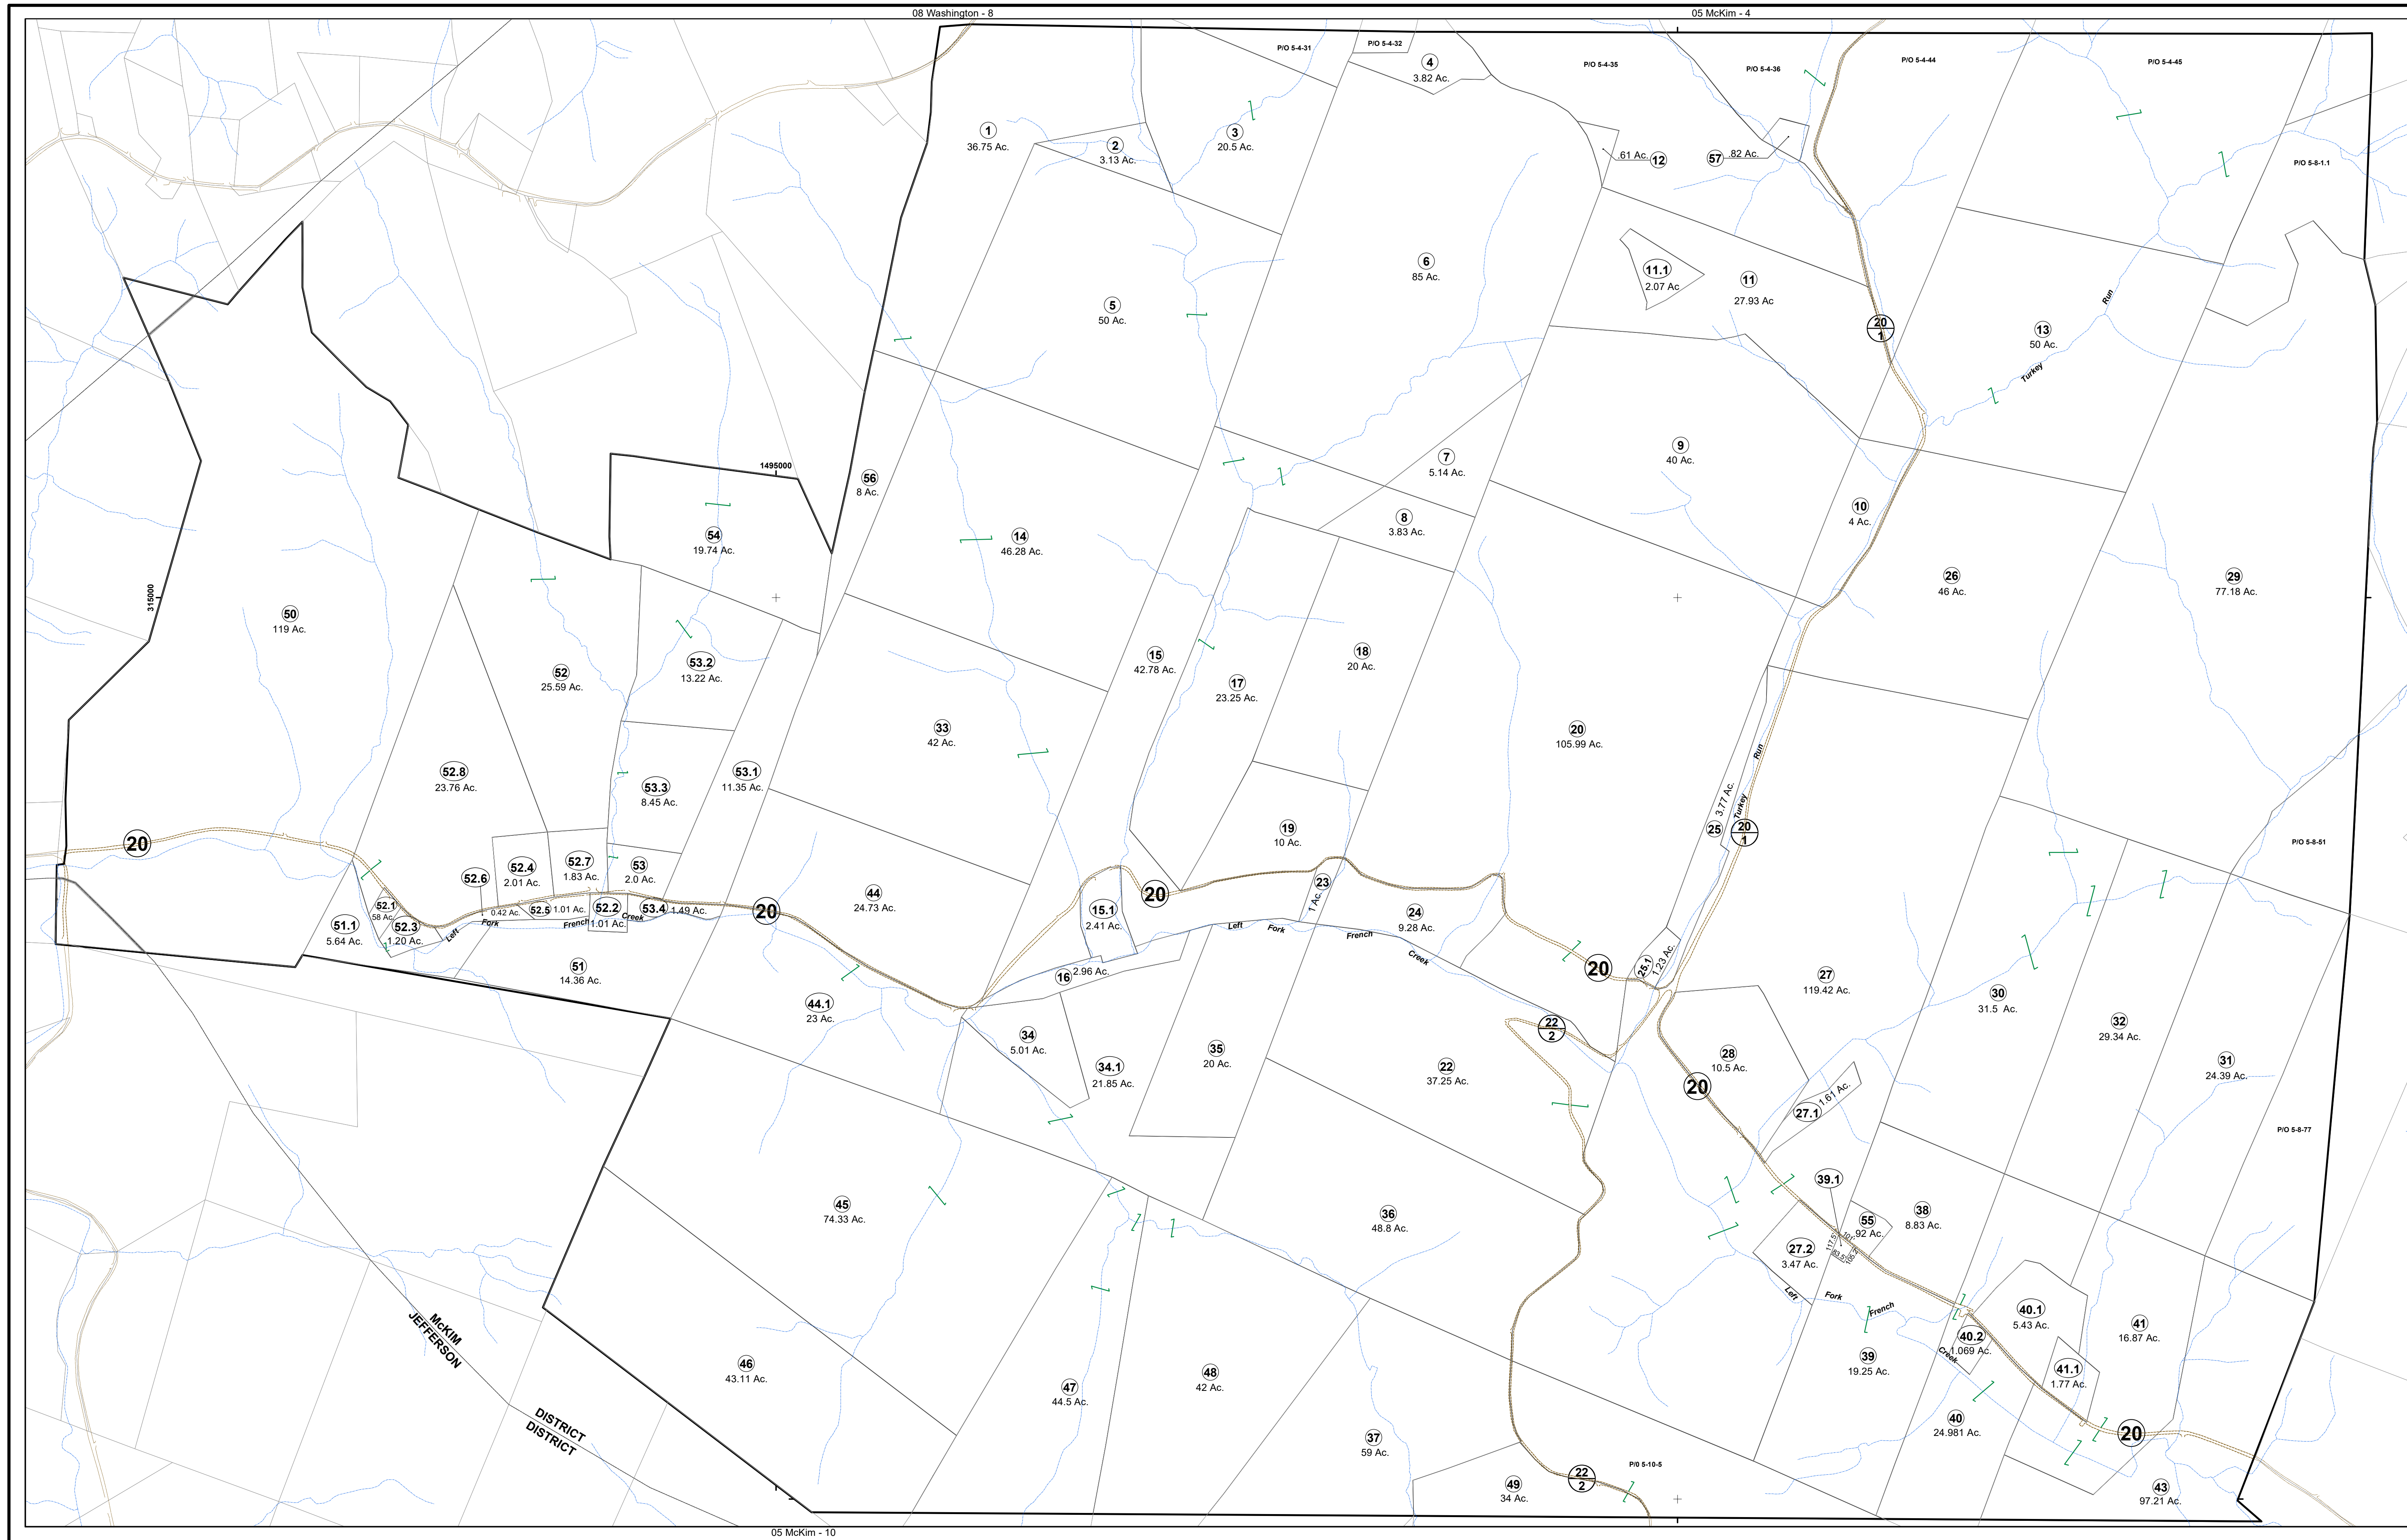 08 Washington - 8
05 McKim - 4
P/O 5-4-31
P/O 5-4-32
4
3.82 Ac.
P/O 5-4-35
P/O 5-4-36
P/O 5-4-44
P/O 5-4-45
1
36.75 Ac.
2
3.13 Ac.
3
20.5 Ac.
.61 Ac.
12
57
.82 Ac.
P/O 5-8-1.1
5
50 Ac.
6
85 Ac.
11.1
2.07 Ac
11
27.93 Ac
20
1
Run
Turkey
13
50 Ac.
1495000
56
8 Ac.
7
5.14 Ac.
9
40 Ac.
54
19.74 Ac.
14
46.28 Ac.
8
3.83 Ac.
10
4 Ac.
315000
50
119 Ac.
26
46 Ac.
29
77.18 Ac.
52
25.59 Ac.
53.2
13.22 Ac.
15
42.78 Ac.
17
23.25 Ac.
18
20 Ac.
33
42 Ac.
20
105.99 Ac.
Run
Turkey
52.8
23.76 Ac.
53.3
8.45 Ac.
53.1
11.35 Ac.
19
10 Ac.
3.77 Ac.
25
20
1
P/O 5-8-51
20
52.6
52.4
2.01 Ac.
52.7
1.83 Ac.
53
2.0 Ac.
44
24.73 Ac.
20
23
1 Ac.
24
9.28 Ac.
52.1
58 Ac.
0.42 Ac.
52.5
1.01 Ac.
52.2
1.01 Ac.
53.4
1.49 Ac.
20
15.1
2.41 Ac.
51.1
5.64 Ac.
52.3
1.20 Ac.
Left
Fork
French
Creek
Left
Fork
French
Creek
51
14.36 Ac.
16
2.96 Ac.
20
25.1
1.23 Ac.
27
119.42 Ac.
44.1
23 Ac.
30
31.5 Ac.
32
29.34 Ac.
34
5.01 Ac.
34.1
21.85 Ac.
35
20 Ac.
22
37.25 Ac.
22
2
28
10.5 Ac.
20
27.1
1.61 Ac.
31
24.39 Ac.
P/O 5-8-77
45
74.33 Ac.
36
48.8 Ac.
39.1
55
.92 Ac.
38
8.83 Ac.
27.2
3.47 Ac.
117.5
83.5
Left
Fork
French
Creek
40.1
5.43 Ac.
40.2
1.069 Ac.
41
16.87 Ac.
McKIM
JEFFERSON
46
43.11 Ac.
47
44.5 Ac.
48
42 Ac.
39
19.25 Ac.
41.1
1.77 Ac.
DISTRICT
DISTRICT
37
59 Ac.
40
24.981 Ac.
20
P/0 5-10-5
49
34 Ac.
22
2
43
97.21 Ac.
05 McKim - 10